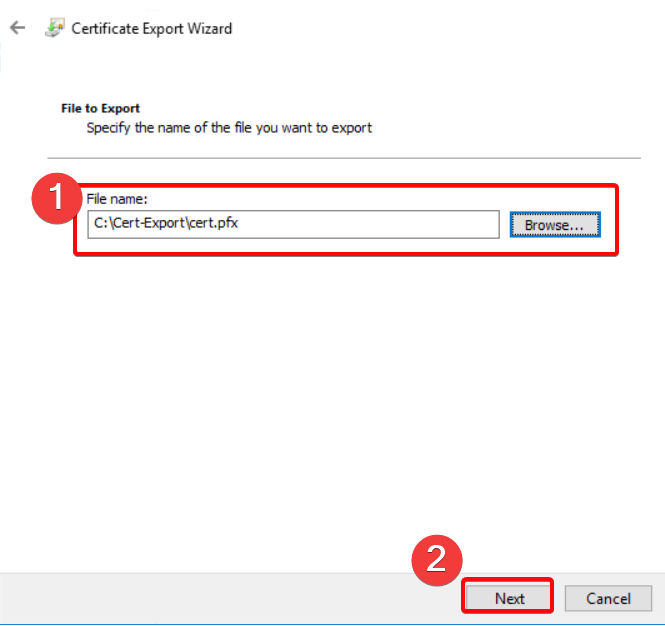 Certificate Export Wizard
File to Export
Specify the name of the file you want to export
1
File name:
C:\Cert-Export\cert.pfx
Browse...
2
Next
Cancel